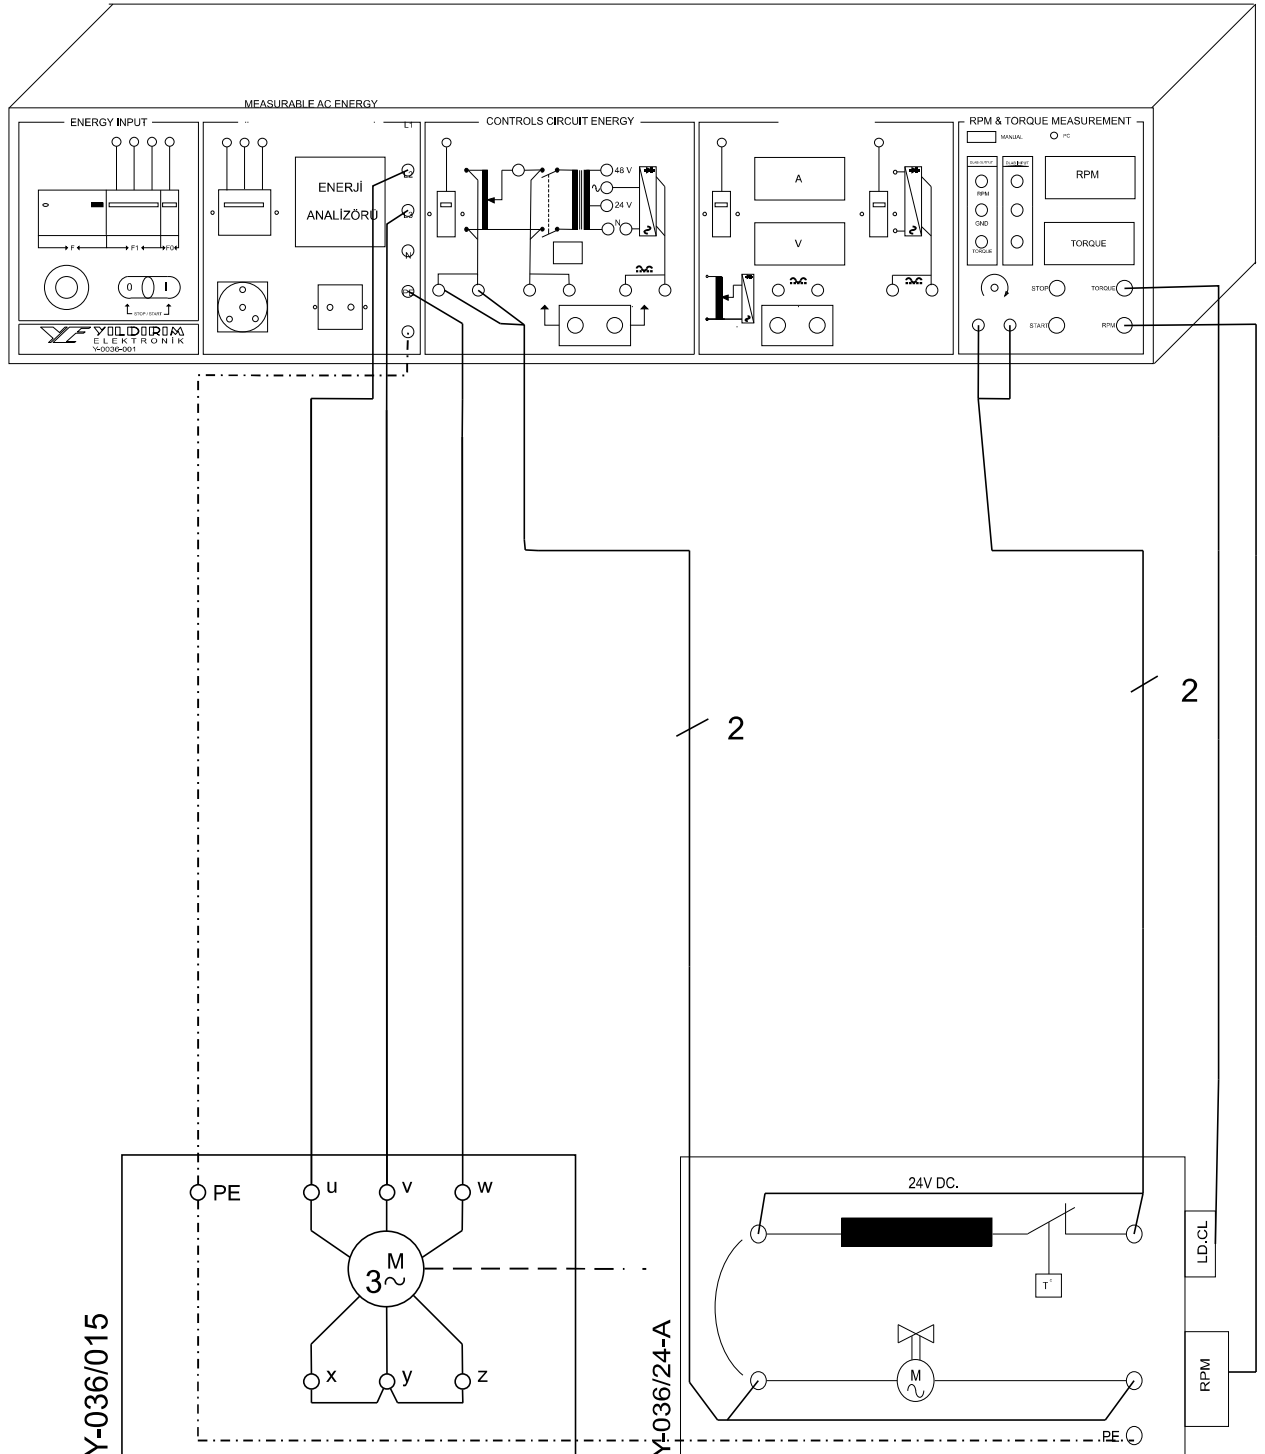 MEASURABLE AC ENERGY
ENERGY INPUT
CONTROLS CIRCUIT ENERGY
RPM & TORQUE MEASUREMENT
L1
MANUAL
PC
L2
ENERJİ
ANALİZÖRÜ
48 V
A
RPM
RPM
24 V
L3
N
GND
V
TORQUE
TORQUE
F
F1
F0
N
0 I
STOP / START
PE
STOP
TORQUE
START
RPM
YILDIRIM
ELEKTRONİK
Y-0036-001
2
2
PE
u
v
w
24V DC.
LD.CL
M
3~
T°
x
y
z
M
RPM
Y-036/015
Y-036/24-A
PE